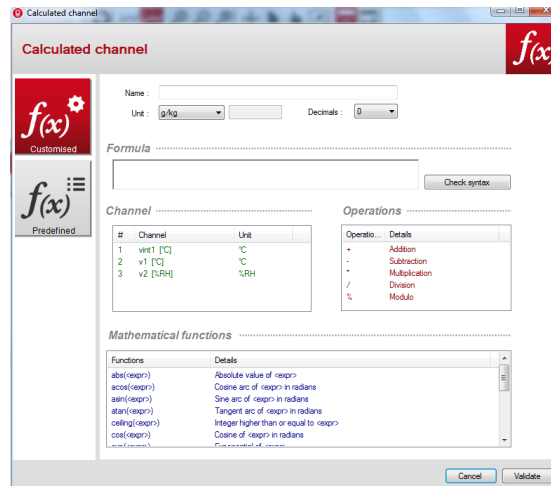 Calculated channel
Calculated channel
f(x)
f(x)
Customised
f(x)
Predefined
Name :
Unit : g/kg Decimals : 0
Formula
Check syntax
Channel
# Channel Unit
1 vint1 [°C] °C
2 v1 [°C] °C
3 v2 [%RH] %RH
Operations
Operatio... Details
+ Addition
- Subtraction
* Multiplication
/ Division
% Modulo
Mathematical functions
Functions Details
abs(<expr>) Absolute value of <expr>
acos(<expr>) Cosine arc of <expr> in radians
asin(<expr>) Sine arc of <expr> in radians
atan(<expr>) Tangent arc of <expr> in radians
ceiling(<expr>) Integer higher than or equal to <expr>
cos(<expr>) Cosine of <expr> in radians
Cancel Validate